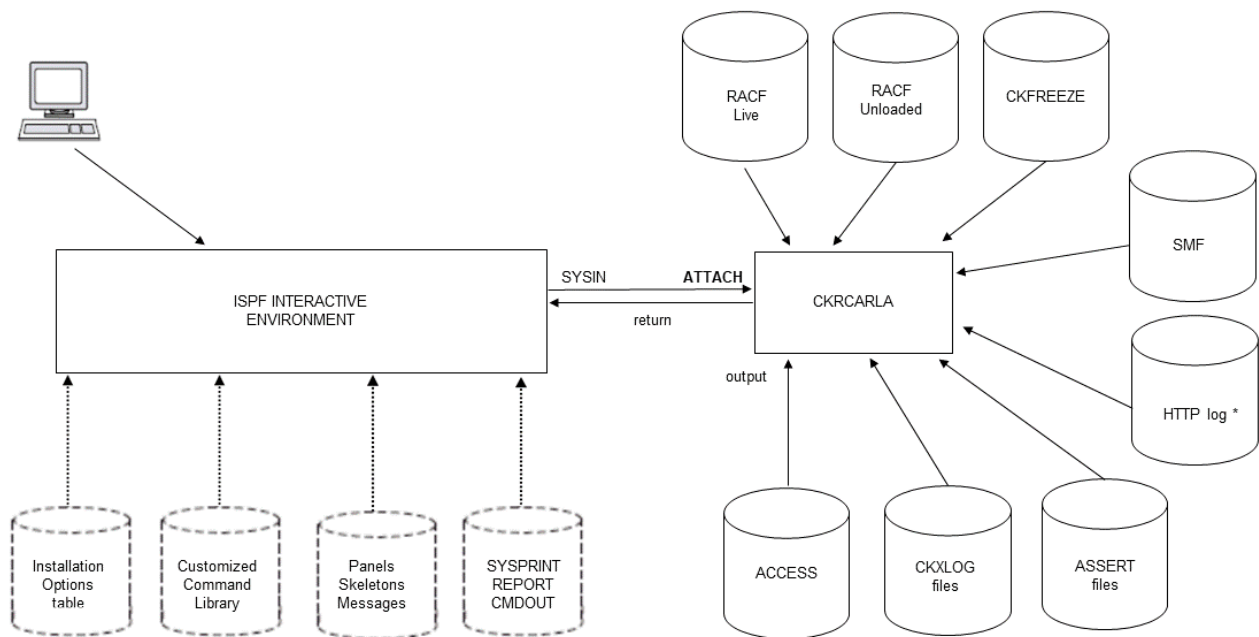 RACF
Live
RACF
Unloaded
CKFREEZE
SMF
ISPF INTERACTIVE
ENVIRONMENT
SYSIN
ATTACH
return
CKRCARLA
output
HTTP log *
Installation
Options
table
Customized
Command
Library
Panels
Skeletons
Messages
SYSPRINT
REPORT
CMDOUT
ACCESS
CKXLOG
files
ASSERT
files